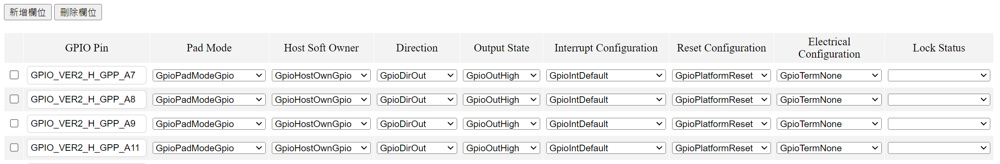 新增欄位 刪除欄位
GPIO Pin Pad Mode Host Soft Owner Direction Output State Interrupt Configuration Reset Configuration Electrical Configuration Lock Status
GPIO_VER2_H_GPP_A7 GpioPadModeGpio GpioHostOwnGpio GpioDirOut GpioOutHigh GpioIntDefault GpioPlatformReset GpioTermNone
GPIO_VER2_H_GPP_A8 GpioPadModeGpio GpioHostOwnGpio GpioDirOut GpioOutHigh GpioIntDefault GpioPlatformReset GpioTermNone
GPIO_VER2_H_GPP_A9 GpioPadModeGpio GpioHostOwnGpio GpioDirOut GpioOutHigh GpioIntDefault GpioPlatformReset GpioTermNone
GPIO_VER2_H_GPP_A11 GpioPadModeGpio GpioHostOwnGpio GpioDirOut GpioOutHigh GpioIntDefault GpioPlatformReset GpioTermNone